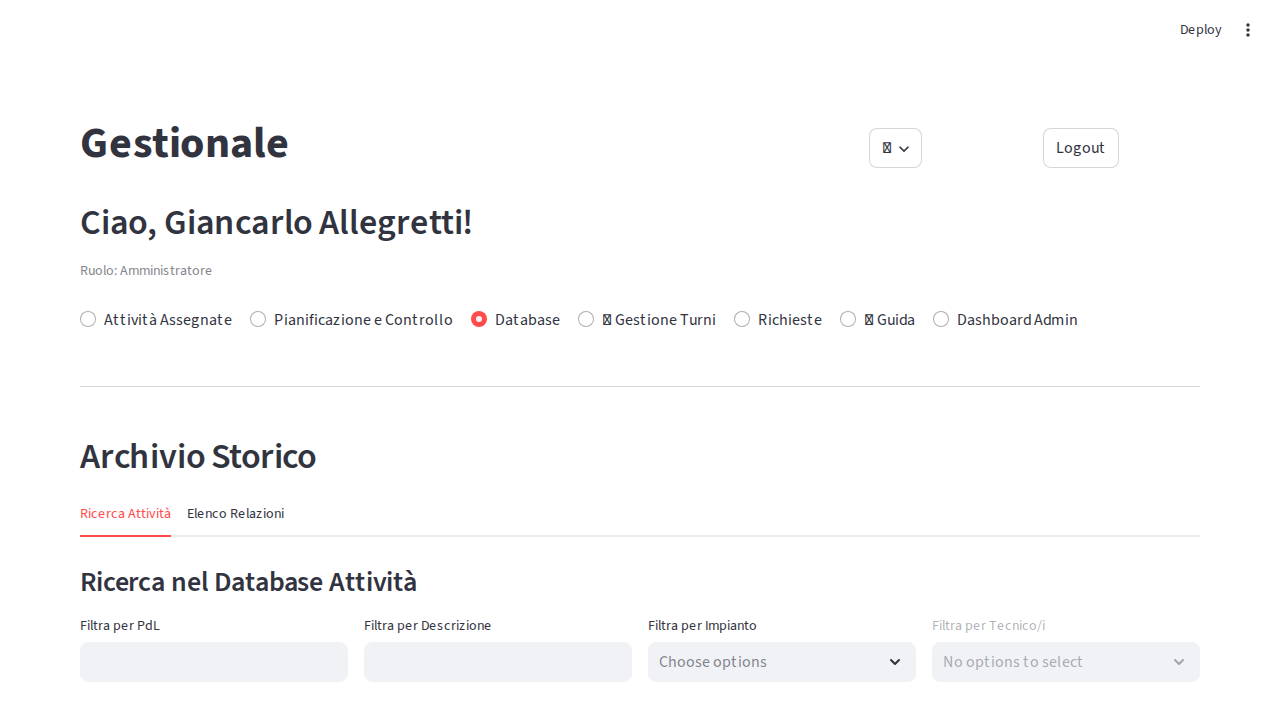 Deploy
Gestionale
Logout
Ciao, Giancarlo Allegretti!
Ruolo: Amministratore
Attività Assegnate Pianificazione e Controllo Database Gestione Turni Richieste Guida Dashboard Admin
Archivio Storico
Ricerca Attività Elenco Relazioni
Ricerca nel Database Attività
Filtra per PdL Filtra per Descrizione Filtra per Impianto Filtra per Tecnico/i
Choose options No options to select